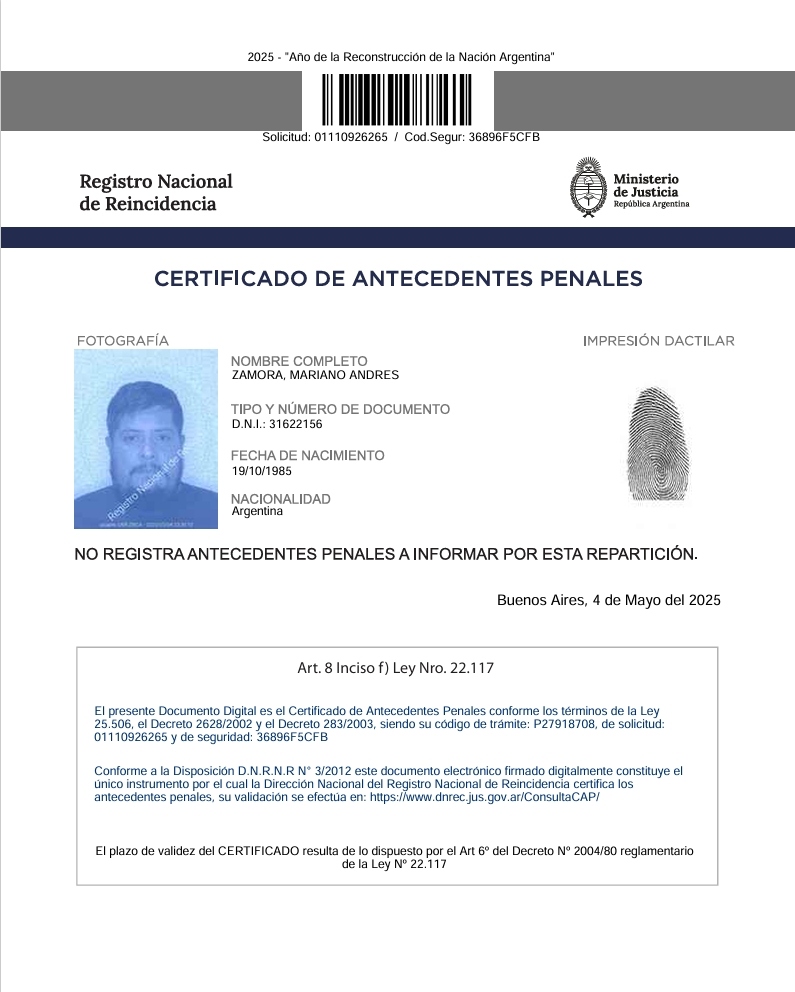 2025 - "Año de la Reconstrucción de la Nación Argentina"
Solicitud: 01110926265 / Cod.Segur: 36896F5CFB
Registro Nacional
de Reincidencia
Ministerio
de Justicia
República Argentina
CERTIFICADO DE ANTECEDENTES PENALES
FOTOGRAFÍA
IMPRESIÓN DACTILAR
NOMBRE COMPLETO
ZAMORA, MARIANO ANDRES
TIPO Y NÚMERO DE DOCUMENTO
D.N.I.: 31622156
FECHA DE NACIMIENTO
19/10/1985
NACIONALIDAD
Argentina
Registro Nacional de Re
NO REGISTRA ANTECEDENTES PENALES A INFORMAR POR ESTA REPARTICIÓN.
Buenos Aires, 4 de Mayo del 2025
Art. 8 Inciso f) Ley Nro. 22.117
El presente Documento Digital es el Certificado de Antecedentes Penales conforme los términos de la Ley
25.506, el Decreto 2628/2002 y el Decreto 283/2003, siendo su código de trámite: P27918708, de solicitud:
01110926265 y de seguridad: 36896F5CFB
Conforme a la Disposición D.N.R.N.R N° 3/2012 este documento electrónico firmado digitalmente constituye el
único instrumento por el cual la Dirección Nacional del Registro Nacional de Reincidencia certifica los
antecedentes penales, su validación se efectúa en: https://www.dnrec.jus.gov.ar/ConsultaCAP/
El plazo de validez del CERTIFICADO resulta de lo dispuesto por el Art 6º del Decreto Nº 2004/80 reglamentario
de la Ley Nº 22.117